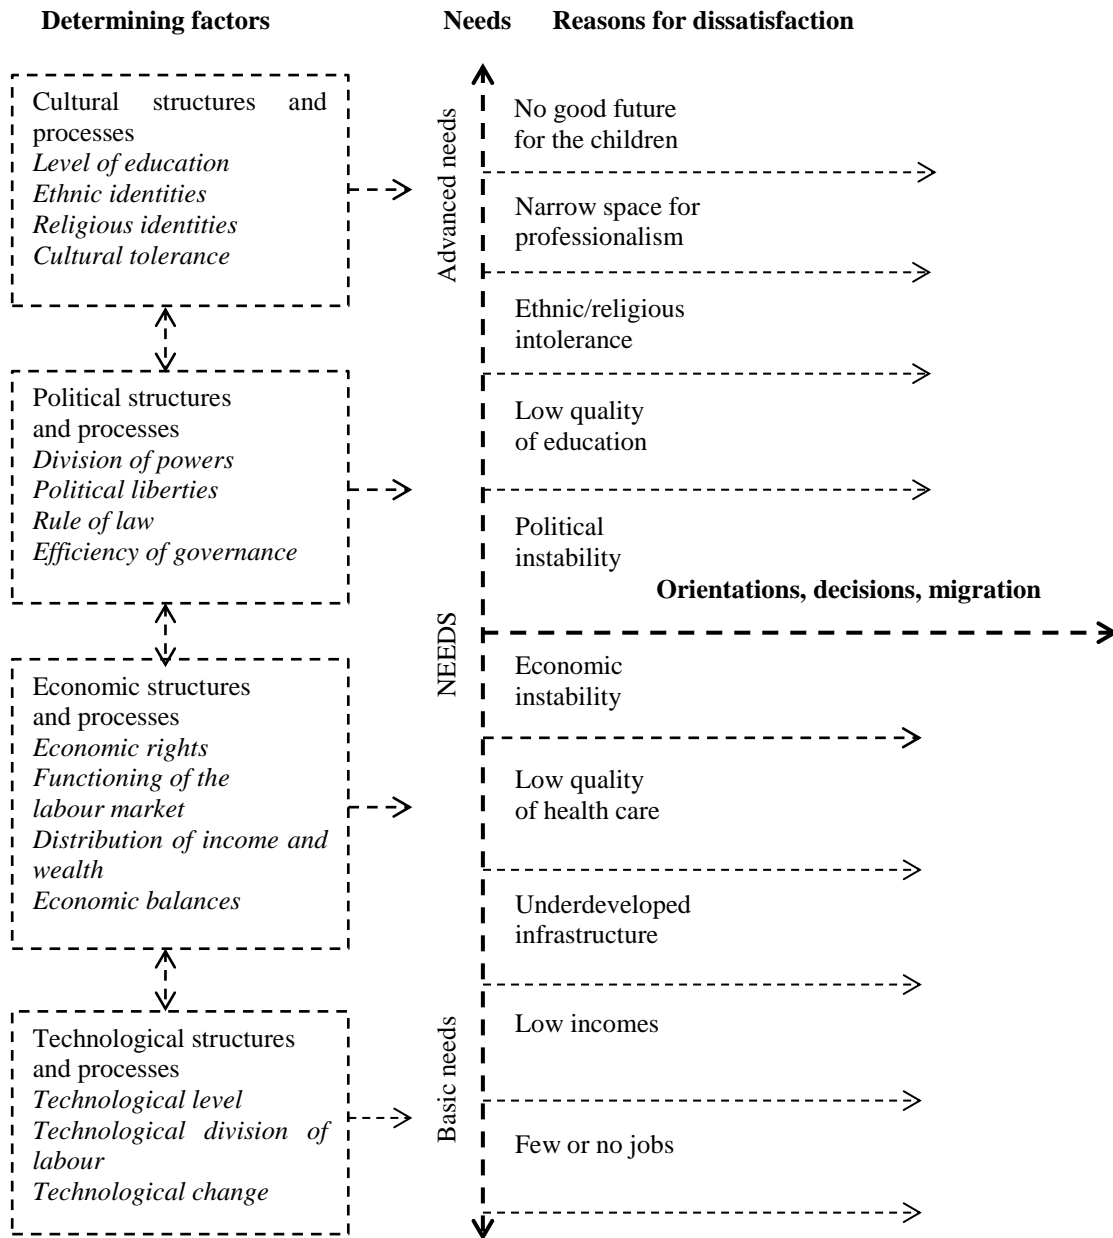 Determining factors
Needs
Reasons for dissatisfaction
Cultural structures and
processes
Level of education
Ethnic identities
Religious identities
Cultural tolerance
Political structures
and processes
Division of powers
Political liberties
Rule of law
Efficiency of governance
Economic structures
and processes
Economic rights
Functioning of the
labour market
Distribution of income and
wealth
Economic balances
Technological structures
and processes
Technological level
Technological division of
labour
Technological change
Advanced needs
NEEDS
Basic needs
No good future
for the children
Narrow space for
professionalism
Ethnic/religious
intolerance
Low quality
of education
Political
instability
Orientations, decisions, migration
Economic
instability
Low quality
of health care
Underdeveloped
infrastructure
Low incomes
Few or no jobs